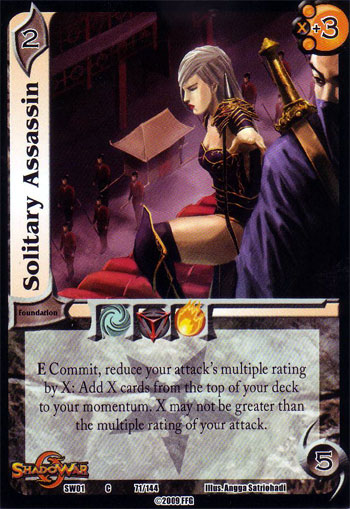 2
X +3
Solitary Assassin
Foundation
E Commit, reduce your attack's multiple rating
by X: Add X cards from the top of your deck
to your momentum. X may not be greater than
the multiple rating of your attack.
5
ShadoWar
SW01 C 71/144 Illus. Angga Satriohadi
©2009 FFG